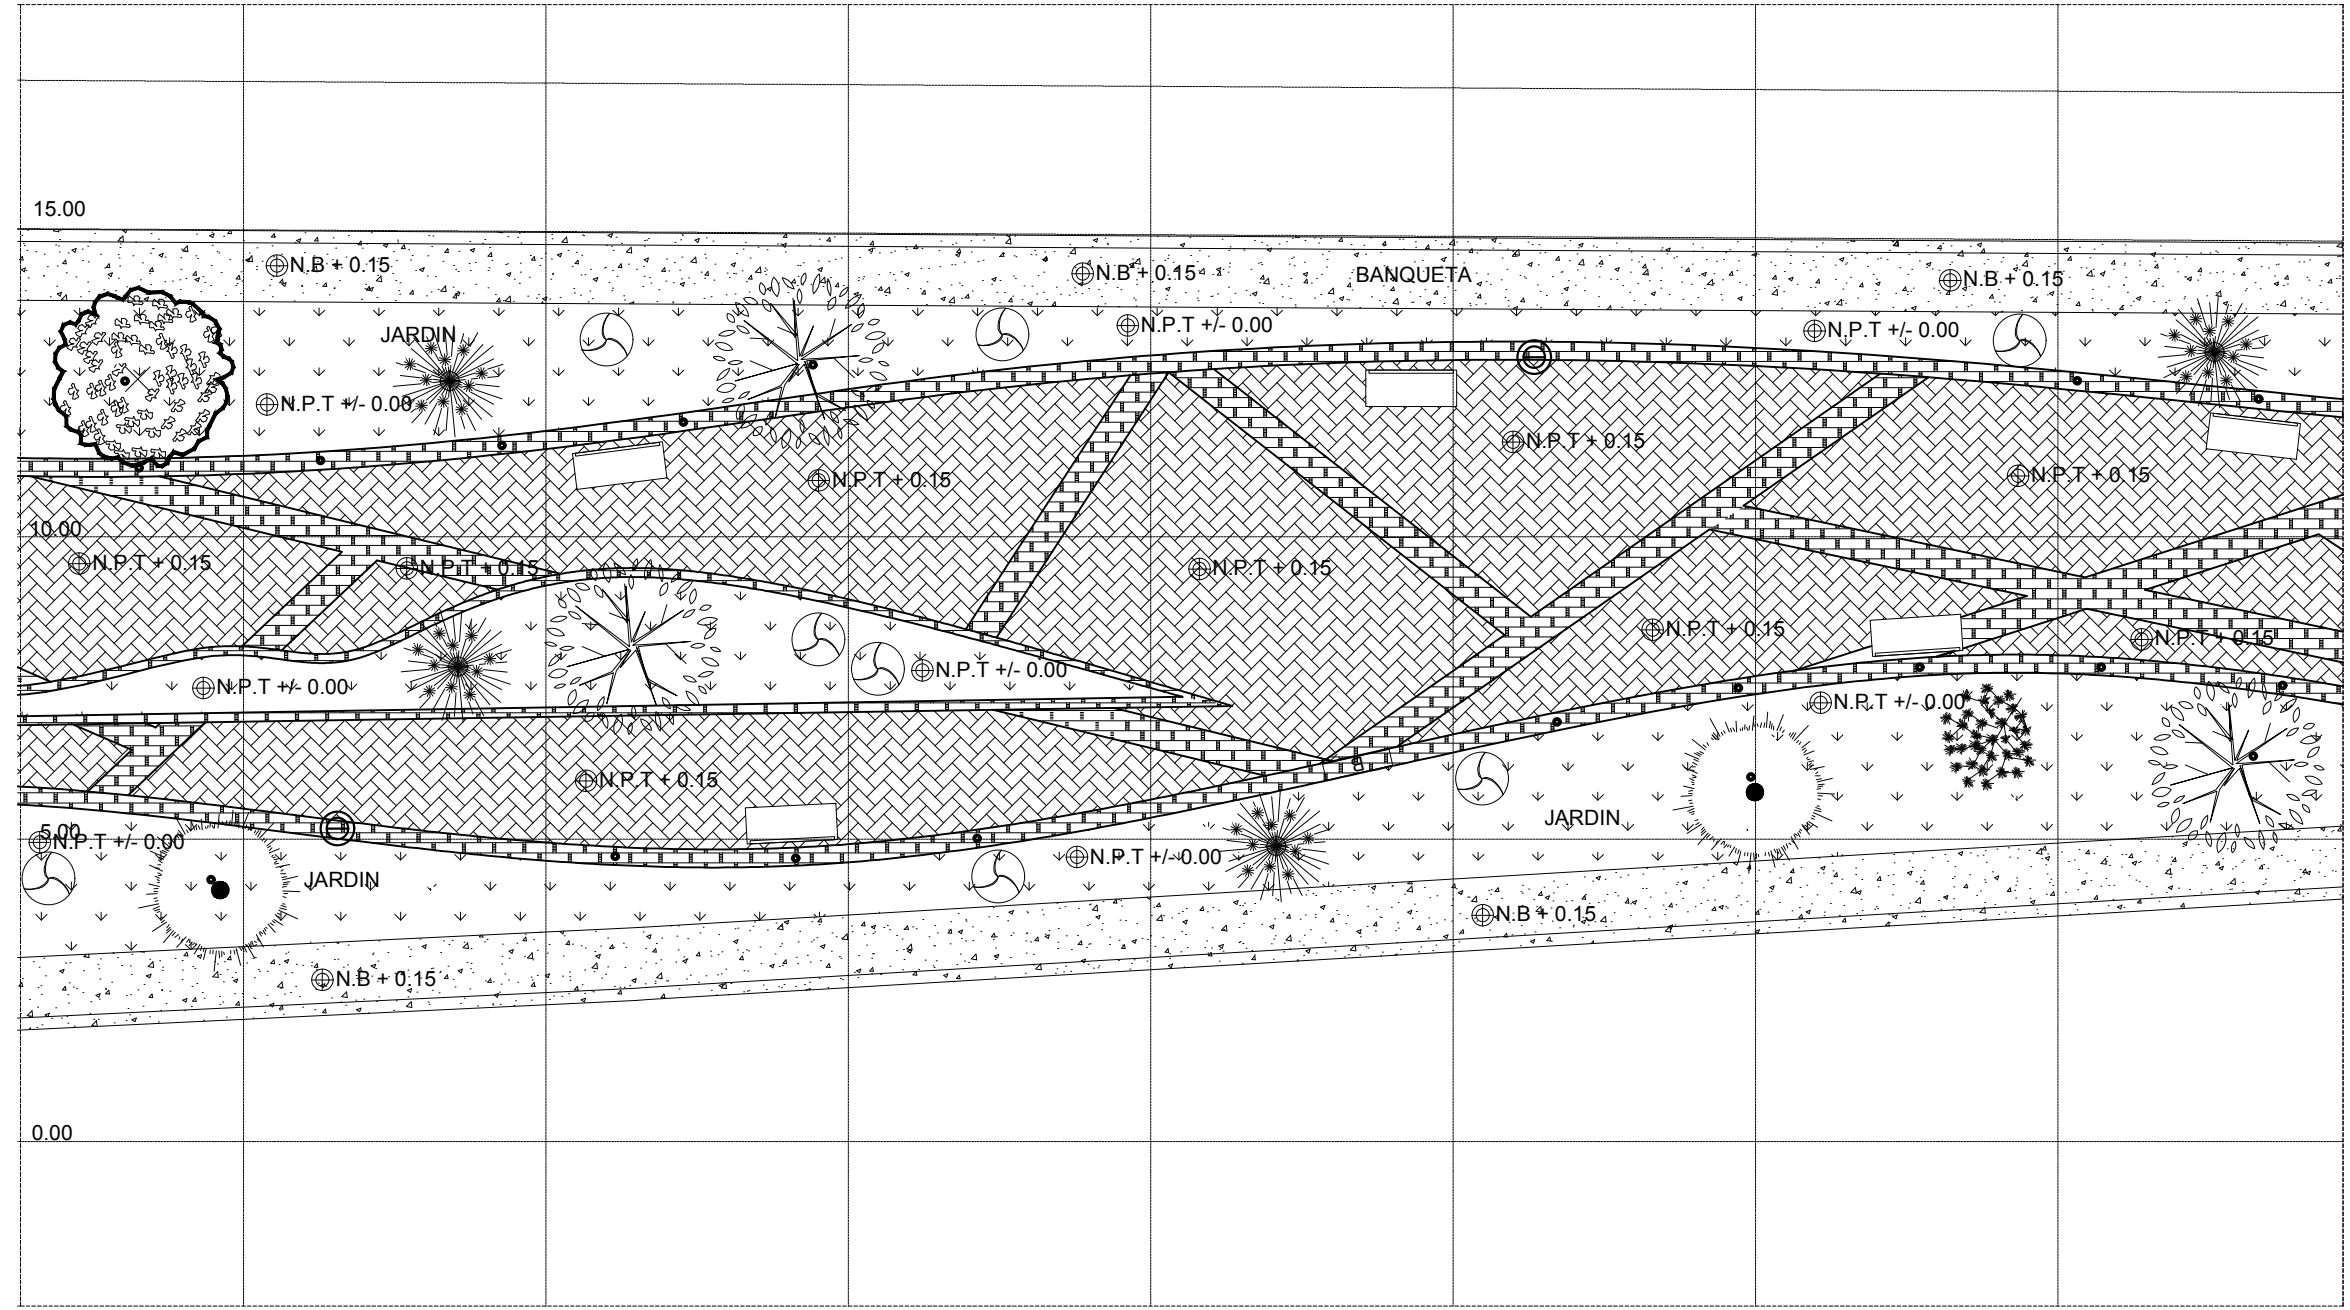 15.00
N.B + 0.15
N.B + 0.15
BANQUETA
N.B + 0.15
JARDIN
N.P.T +/- 0.00
N.P.T +/- 0.00
N.P.T +/- 0.00
N.P.T + 0.15
N.P.T + 0.15
N.P.T + 0.15
10.00
N.P.T + 0.15
N.P.T + 0.15
N.P.T + 0.15
N.P.T + 0.15
N.P.T + 0.15
N.P.T +/- 0.00
N.P.T +/- 0.00
N.P.T +/- 0.00
N.P.T + 0.15
5.00
N.P.T +/- 0.00
JARDIN
N.P.T +/- 0.00
JARDIN
N.B + 0.15
N.B + 0.15
0.00